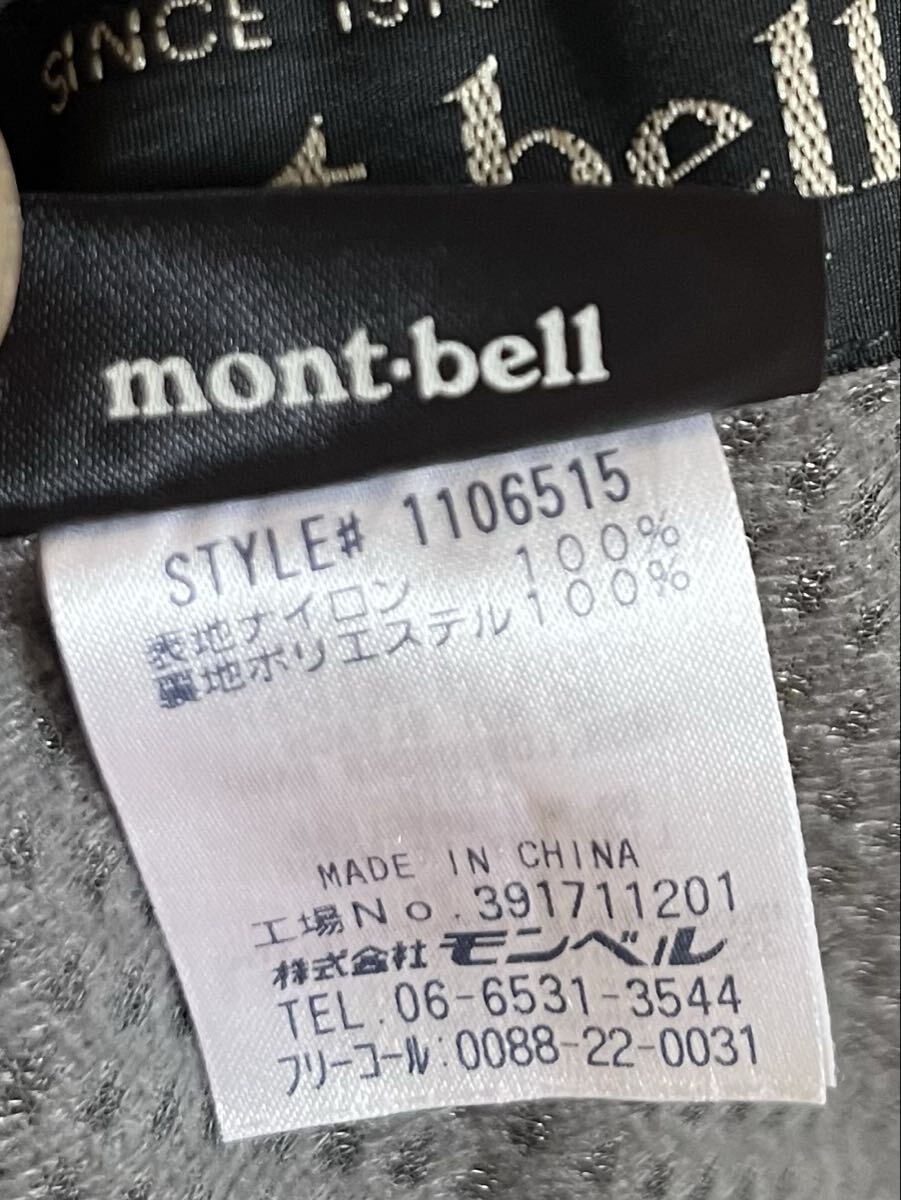 SINCE 19
t bell
mont-bell
STYLE# 1106515
表地ナイロン 100%
裏地ポリエステル100%
MADE IN CHINA
工場No.391711201
株式会社モンベル
TEL.06-6531-3544
フリーコール:0088-22-0031